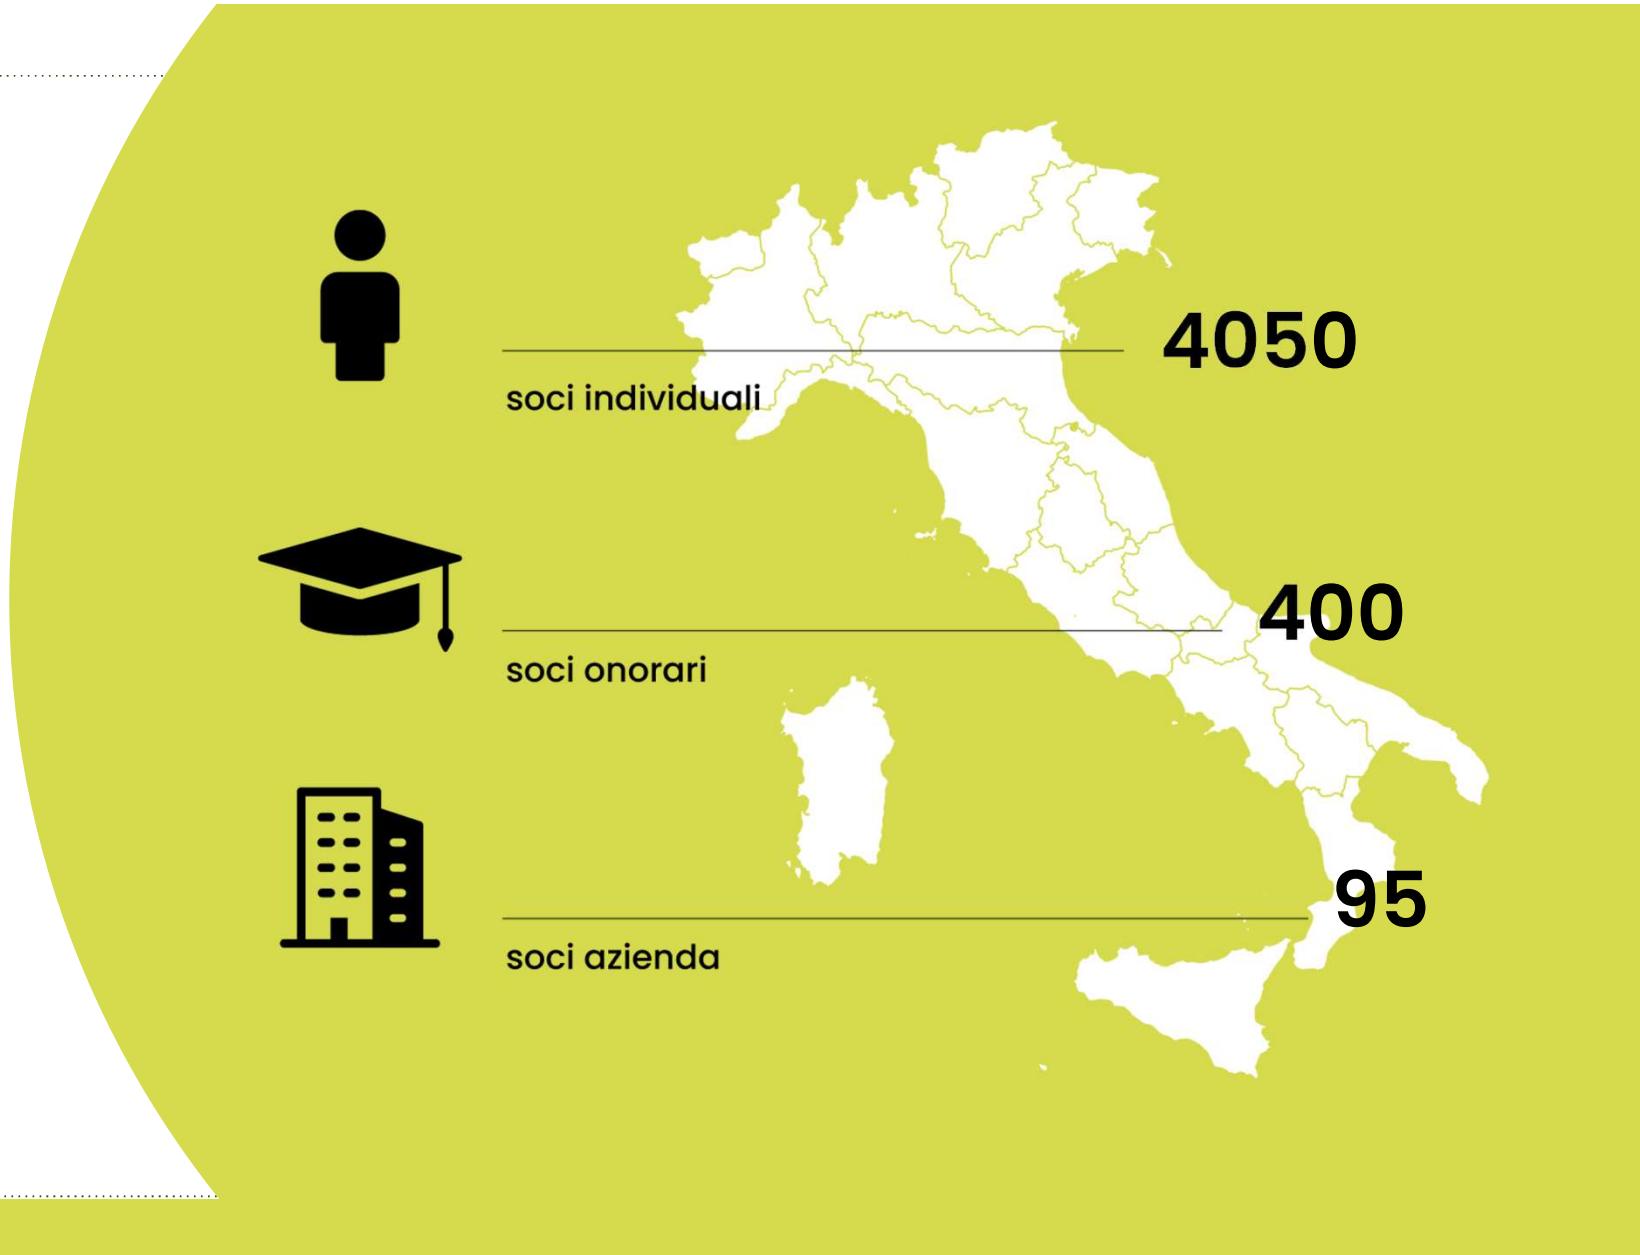 4050
soci individuali
400
soci onorari
95
soci azienda